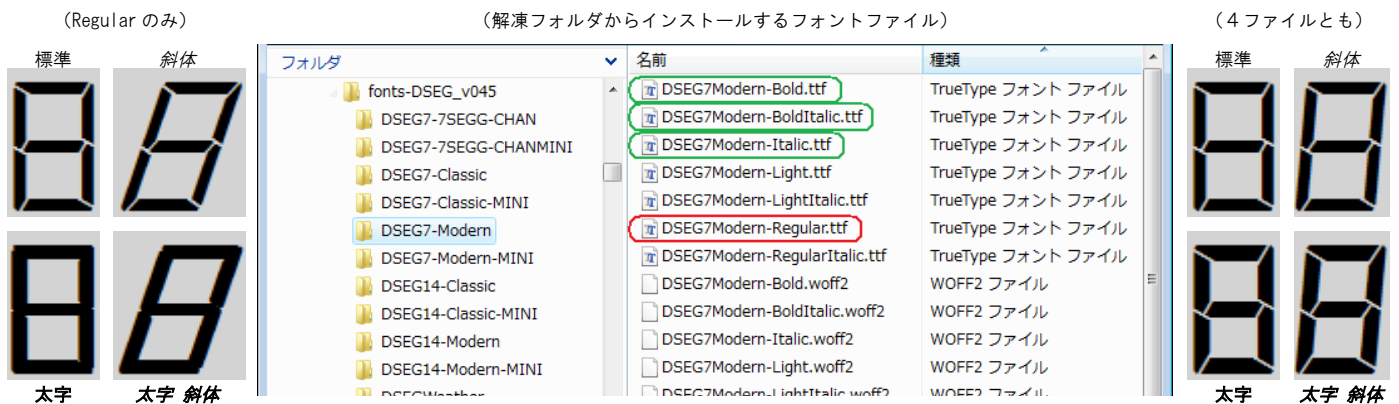 (Regular のみ)
標準 斜体
太字 太字 斜体
(解凍フォルダからインストールするフォントファイル)
フォルダ
fonts-DSEG_v045
DSEG7-7SEGG-CHAN
DSEG7-7SEGG-CHANMINI
DSEG7-Classic
DSEG7-Classic-MINI
DSEG7-Modern
DSEG7-Modern-MINI
DSEG14-Classic
DSEG14-Classic-MINI
DSEG14-Modern
DSEG14-Modern-MINI
DSEGWeather
名前 種類
DSEG7Modern-Bold.ttf TrueType フォント ファイル
DSEG7Modern-BoldItalic.ttf TrueType フォント ファイル
DSEG7Modern-Italic.ttf TrueType フォント ファイル
DSEG7Modern-Light.ttf TrueType フォント ファイル
DSEG7Modern-LightItalic.ttf TrueType フォント ファイル
DSEG7Modern-Regular.ttf TrueType フォント ファイル
DSEG7Modern-RegularItalic.ttf TrueType フォント ファイル
DSEG7Modern-Bold.woff2 WOFF2 ファイル
DSEG7Modern-BoldItalic.woff2 WOFF2 ファイル
DSEG7Modern-Italic.woff2 WOFF2 ファイル
DSEG7Modern-Light.woff2 WOFF2 ファイル
DSEG7Modern-LightItalic.woff2 WOFF2 ファイル
(4ファイルとも)
標準 斜体
太字 太字 斜体